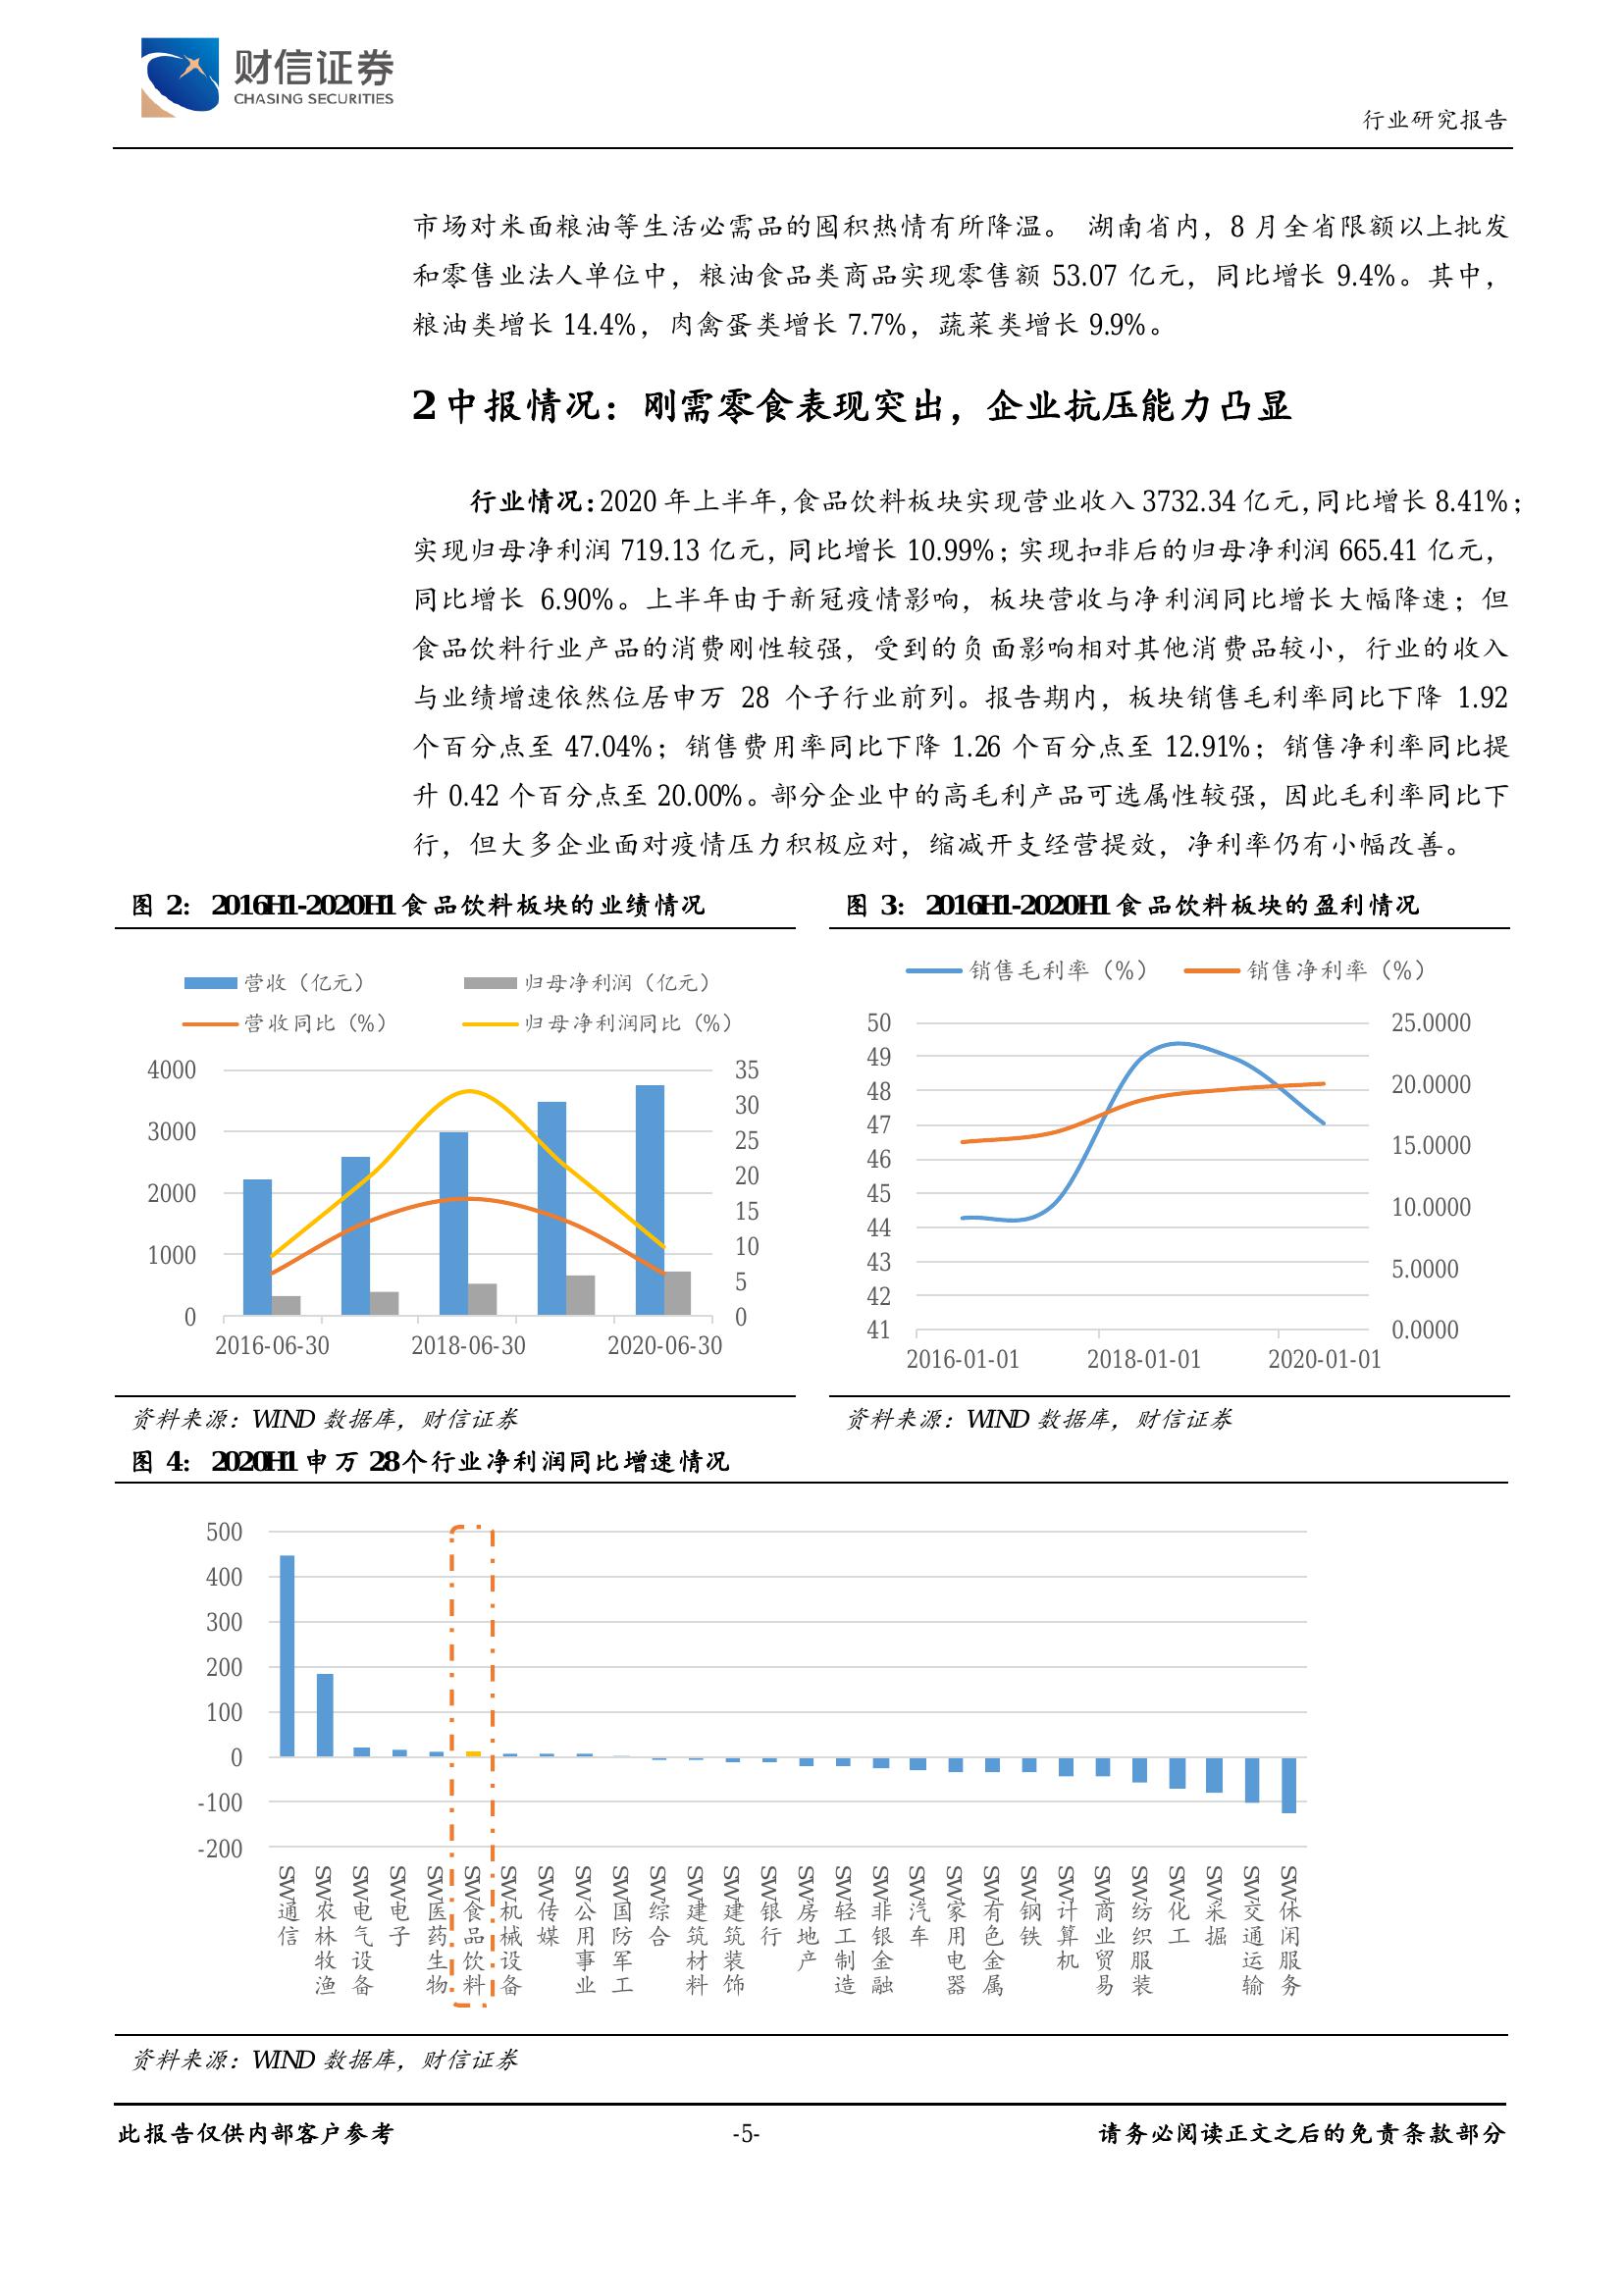 财信证券
CHASING SECURITIES
行业研究报告
市场对米面粮油等生活必需品的囤积热情有所降温。 湖南省内，8 月全省限额以上批发
和零售业法人单位中，粮油食品类商品实现零售额 53.07 亿元，同比增长 9.4%。其中，
粮油类增长 14.4%，肉禽蛋类增长 7.7%，蔬菜类增长 9.9%。
2 中报情况：刚需零食表现突出，企业抗压能力凸显
行业情况：2020 年上半年，食品饮料板块实现营业收入 3732.34 亿元，同比增长 8.41%；
实现归母净利润 719.13 亿元，同比增长 10.99%；实现扣非后的归母净利润 665.41 亿元，
同比增长 6.90%。上半年由于新冠疫情影响，板块营收与净利润同比增长大幅降速；但
食品饮料行业产品的消费刚性较强，受到的负面影响相对其他消费品较小，行业的收入
与业绩增速依然位居申万 28 个子行业前列。报告期内，板块销售毛利率同比下降 1.92
个百分点至 47.04%；销售费用率同比下降 1.26 个百分点至 12.91%；销售净利率同比提
升 0.42 个百分点至 20.00%。部分企业中的高毛利产品可选属性较强，因此毛利率同比下
行，但大多企业面对疫情压力积极应对，缩减开支经营提效，净利率仍有小幅改善。
图 2： 2016H1-2020H1 食品饮料板块的业绩情况
营收（亿元） 归母净利润（亿元）
营收同比（%） 归母净利润同比（%）
4000
3000
2000
1000
0
35
30
25
20
15
10
5
0
2016-06-30 2018-06-30 2020-06-30
资料来源：WIND 数据库，财信证券
图 3： 2016H1-2020H1 食品饮料板块的盈利情况
销售毛利率（%） 销售净利率（%）
50
49
48
47
46
45
44
43
42
41
25.0000
20.0000
15.0000
10.0000
5.0000
0.0000
2016-01-01 2018-01-01 2020-01-01
资料来源：WIND 数据库，财信证券
图 4： 2020H1 申万 28 个行业净利润同比增速情况
500
400
300
200
100
0
-100
-200
SW通信
SW农林牧渔
SW电气设备
SW电子
SW医药生物
SW食品饮料
SW机械设备
SW传媒
SW公用事业
SW国防军工
SW综合
SW建筑材料
SW建筑装饰
SW银行
SW房地产
SW轻工制造
SW非银金融
SW汽车
SW家用电器
SW有色金属
SW钢铁
SW计算机
SW商业贸易
SW纺织服装
SW化工
SW采掘
SW交通运输
SW休闲服务
资料来源：WIND 数据库，财信证券
此报告仅供内部客户参考 -5- 请务必阅读正文之后的免责条款部分